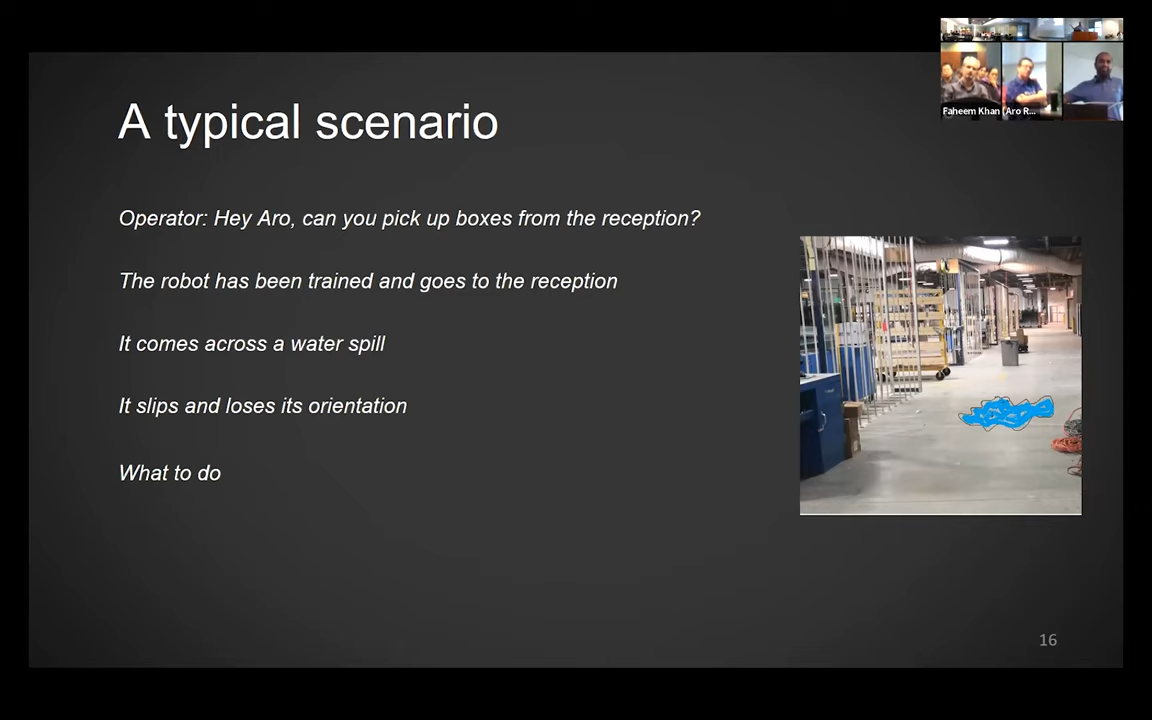 Faheem Khan (Aro R...
A typical scenario
Operator: Hey Aro, can you pick up boxes from the reception?
The robot has been trained and goes to the reception
It comes across a water spill
It slips and loses its orientation
What to do
16